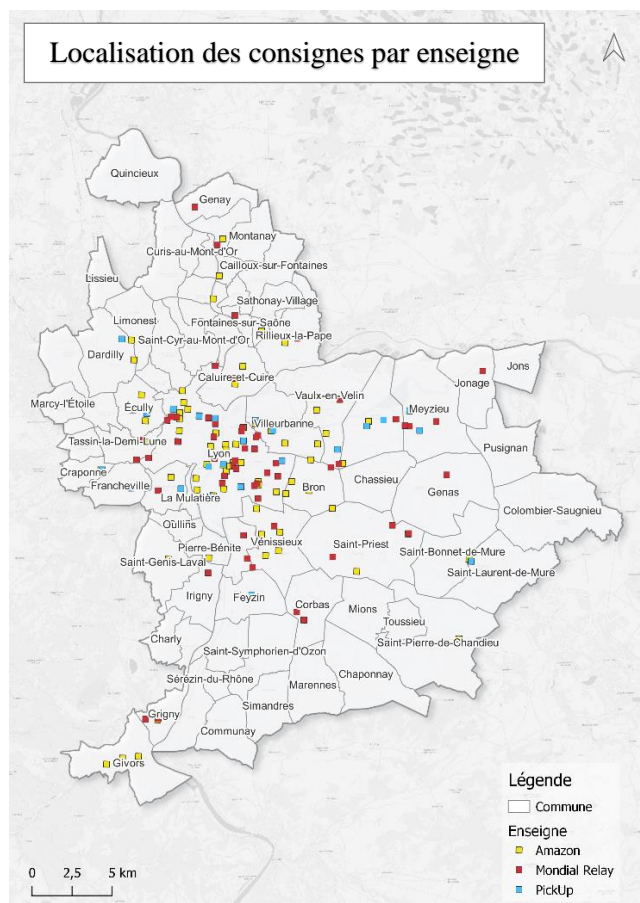 Localisation des consignes par enseigne
Quincieux
Genay
Montanay
Curis-au-Mont-d'Or
Cailloux-sur-Fontaines
Lissieu
Sathonay-Village
Limonest
Fontaines-sur-Saône
Saint-Cyr-au-Mont-d'Or
Rillieux-la-Pape
Dardilly
Jons
Caluire-et-Cuire
Jonage
Vaulx-en-Velin
Marcy-l'Étoile
Écully
Meyzieu
Villeurbanne
Tassin-la-Demi-Lune
Pusignan
Lyon
Craponne
Chassieu
Francheville
Bron
Genas
La Mulatière
Colombier-Saugnieu
Oullins
Vénissieux
Saint-Priest
Pierre-Bénite
Saint-Bonnet-de-Mure
Saint-Genis-Laval
Saint-Laurent-de-Mure
Irigny
Feyzin
Corbas
Mions
Toussieu
Charly
Saint-Pierre-de-Chandieu
Saint-Symphorien-d'Ozon
Chaponnay
Sérézin-du-Rhône
Marennes
Simandres
Grigny
Communay
Givors
Légende
Commune
Enseigne
Amazon
Mondial Relay
PickUp
0 2,5 5 km